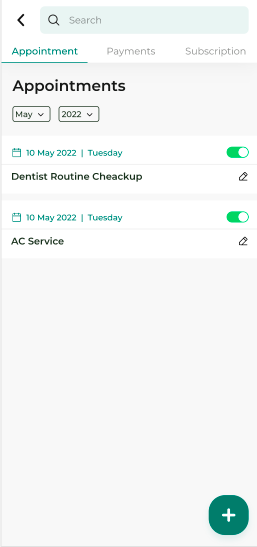 Search
Appointment Payments Subscription
Appointments
May 2022
10 May 2022 | Tuesday
Dentist Routine Cheackup
10 May 2022 | Tuesday
AC Service